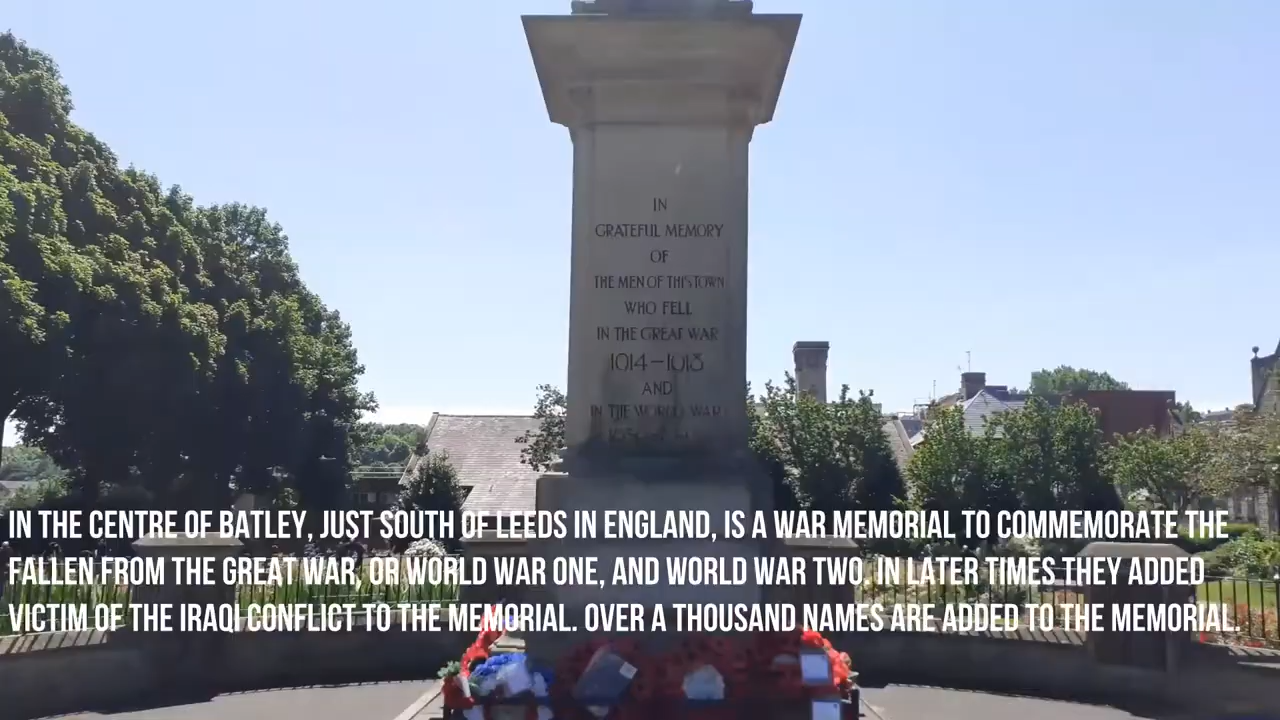 IN
GRATEFUL MEMORY
OF
THE MEN OF THIS TOWN
WHO FELL
IN THE GREAT WAR
1914-1918
AND
IN THE WORLD WAR
IN THE CENTRE OF BATLEY, JUST SOUTH OF LEEDS IN ENGLAND, IS A WAR MEMORIAL TO COMMEMORATE THE
FALLEN FROM THE GREAT WAR, OR WORLD WAR ONE, AND WORLD WAR TWO. IN LATER TIMES THEY ADDED
VICTIM OF THE IRAQI CONFLICT TO THE MEMORIAL. OVER A THOUSAND NAMES ARE ADDED TO THE MEMORIAL.